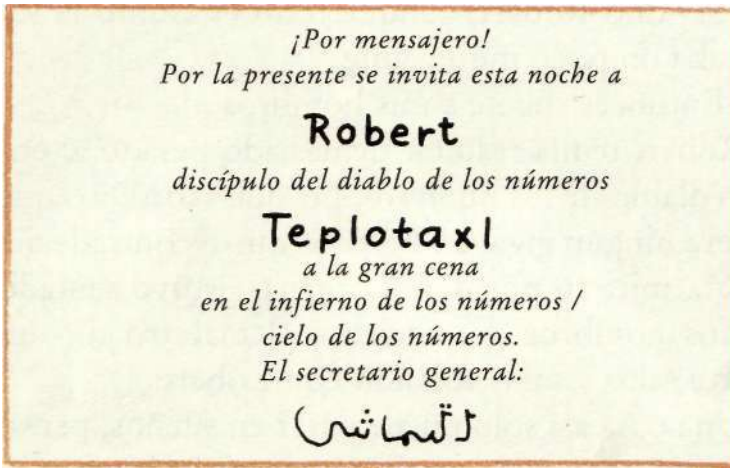 ¡Por mensajero!
Por la presente se invita esta noche a
Robert
discípulo del diablo de los números
Teplotaxl
a la gran cena
en el infierno de los números /
cielo de los números.
El secretario general: